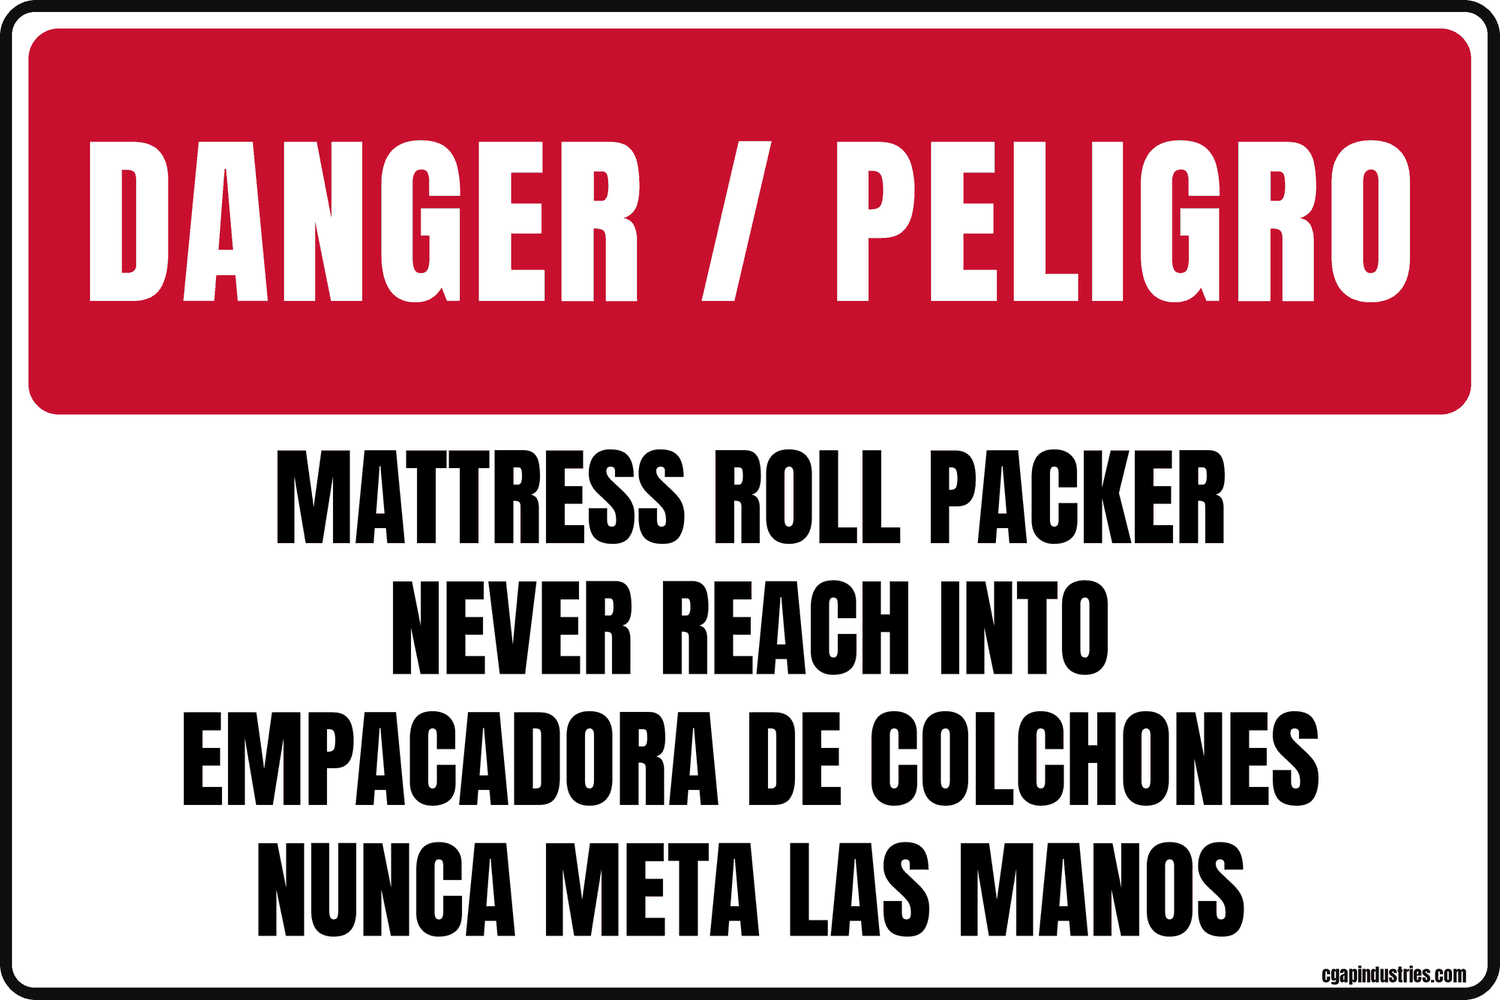 DANGER / PELIGRO
MATTRESS ROLL PACKER
NEVER REACH INTO
EMPACADORA DE COLCHONES
NUNCA META LAS MANOS
cgapindustries.com